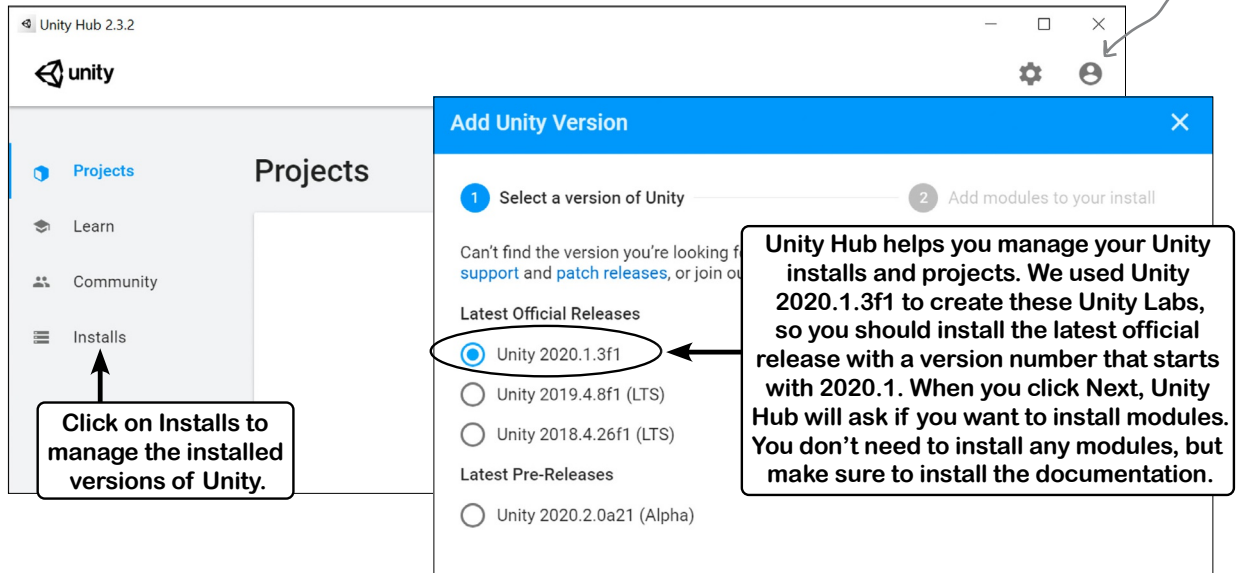 Unity Hub 2.3.2
unity
Projects
Learn
Community
Installs
Click on Installs to
manage the installed
versions of Unity.
Projects
Add Unity Version
1 Select a version of Unity
2 Add modules to your install
Can't find the version you're looking
support and patch releases, or join
Latest Official Releases
Unity 2020.1.3f1
Unity 2019.4.8f1 (LTS)
Unity 2018.4.26f1 (LTS)
Latest Pre-Releases
Unity 2020.2.0a21 (Alpha)
Unity Hub helps you manage your Unity
installs and projects. We used Unity
2020.1.3f1 to create these Unity Labs,
so you should install the latest official
release with a version number that starts
with 2020.1. When you click Next, Unity
Hub will ask if you want to install modules.
You don't need to install any modules, but
make sure to install the documentation.